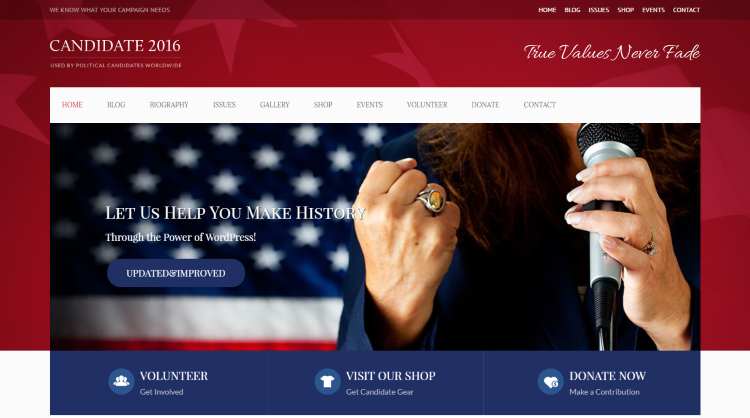 WE KNOW WHAT YOUR CAMPAIGN NEEDS
HOME BLOG ISSUES SHOP EVENTS CONTACT
CANDIDATE 2016
USED BY POLITICAL CANDIDATES WORLDWIDE
True Values Never Fade
HOME BLOG BIOGRAPHY ISSUES GALLERY SHOP EVENTS VOLUNTEER DONATE CONTACT
LET US HELP YOU MAKE HISTORY
Through the Power of WordPress!
UPDATED&IMPROVED
VOLUNTEER
Get Involved
VISIT OUR SHOP
Get Candidate Gear
DONATE NOW
Make a Contribution